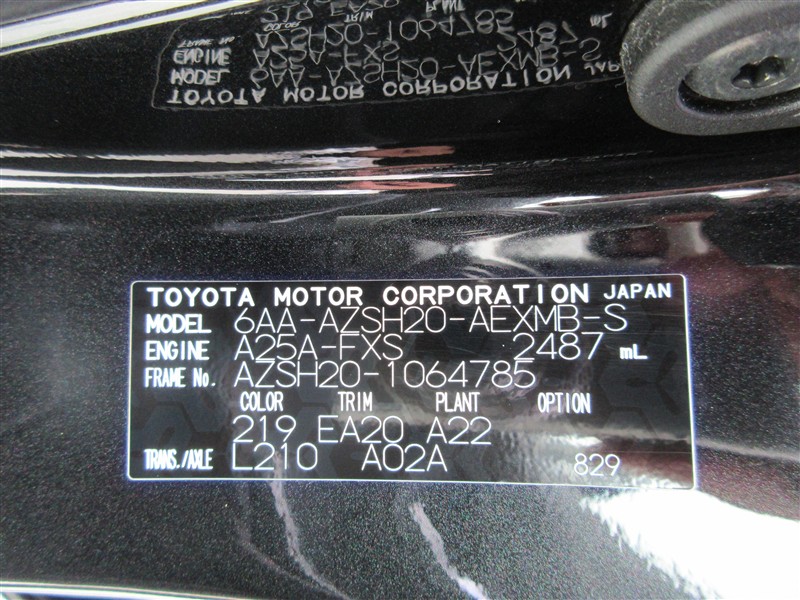 TOYOTA MOTOR CORPORATION JAPAN
MODEL 6AA-AZSH20-AEXMB-S
ENGINE A25A-FXS 2487 mL
FRAME No. AZSH20-1064785
COLOR TRIM PLANT OPTION
219 EA20 A22
TRANS./AXLE L210 A02A 829